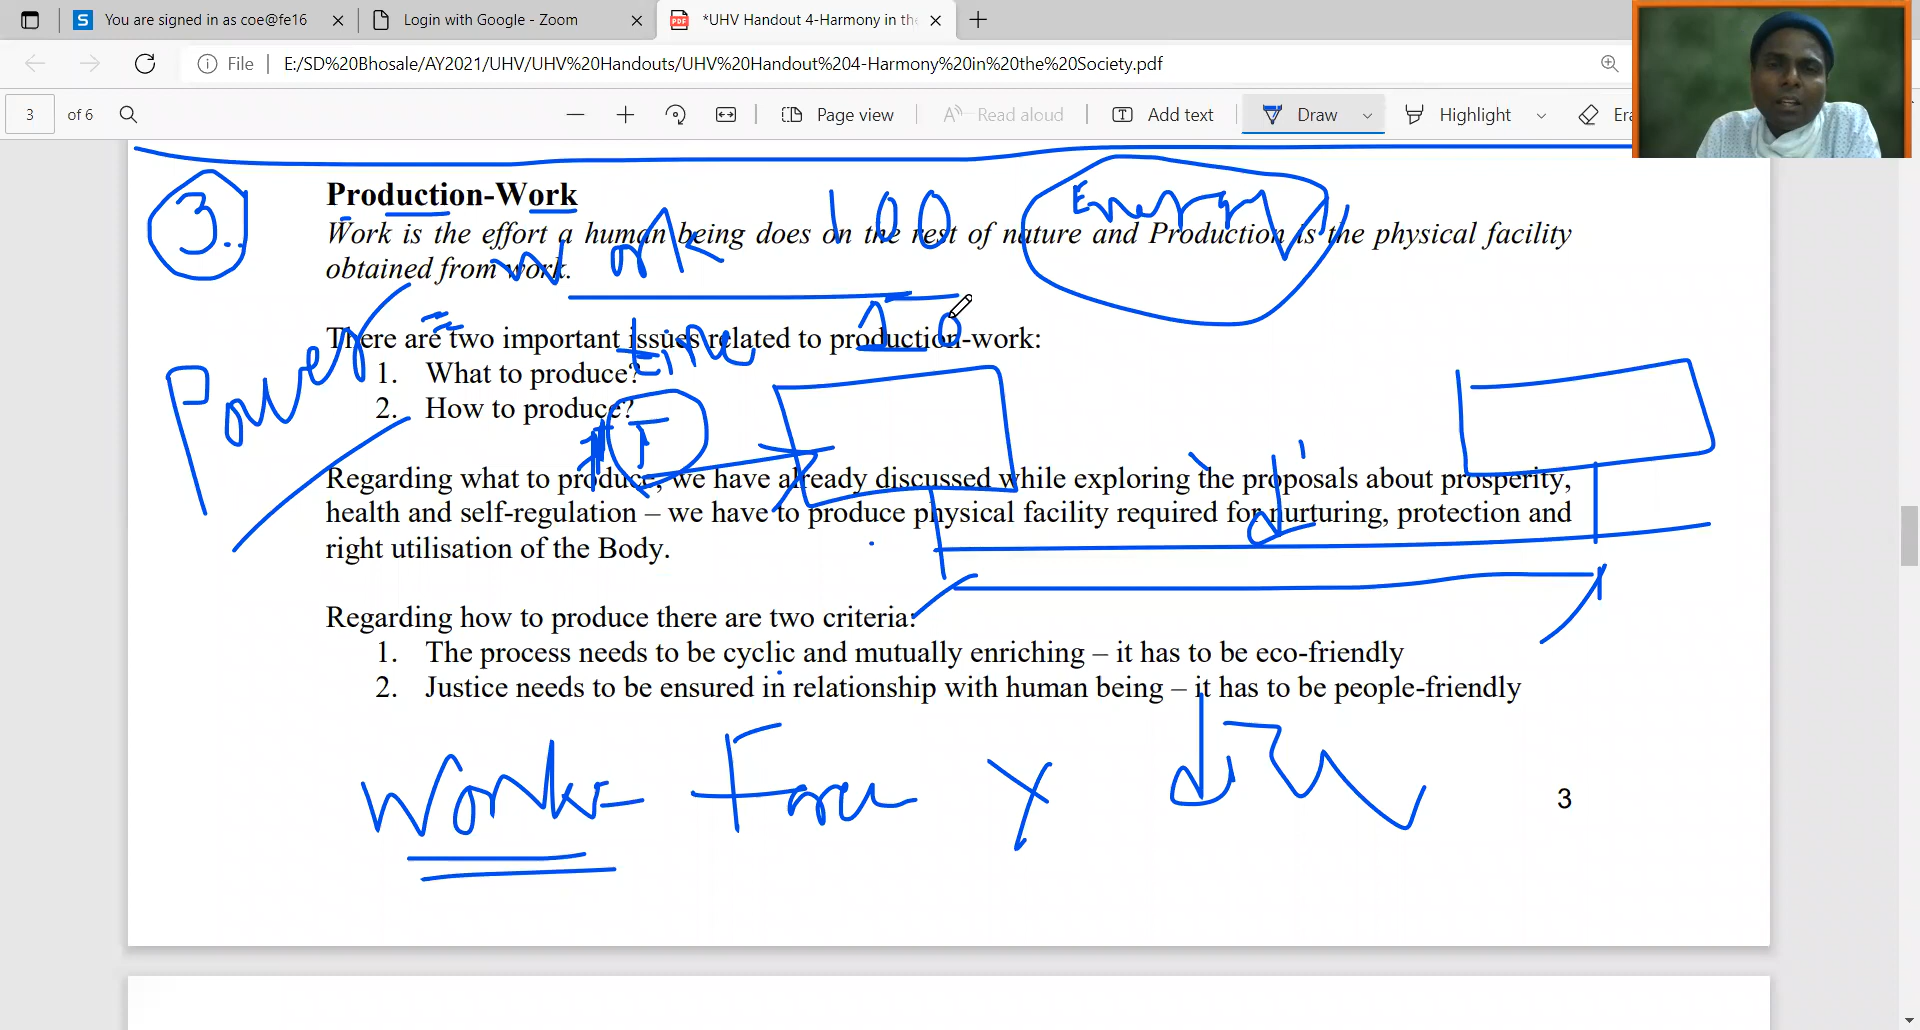 You are signed in as coe@fe16
Login with Google - Zoom
*UHV Handout 4-Harmony in the
File
E:/SD%20Bhosale/AY2021/UHV/UHV%20Handouts/UHV%20Handout%204-Harmony%20in%20the%20Society.pdf
3 of 6
Page view
Read aloud
Add text
Draw
Highlight
Era
3.
Production-Work
100
Energy
Work is the effort a human being does on the rest of nature and Production is the physical facility
obtained from work.
Work
There are two important issues related to production-work:
time
10
Power
1. What to produce?
2. How to produce?
F
Regarding what to produce, we have already discussed while exploring the proposals about prosperity,
health and self-regulation – we have to produce physical facility required for nurturing, protection and
right utilisation of the Body.
d
Regarding how to produce there are two criteria:
1. The process needs to be cyclic and mutually enriching – it has to be eco-friendly
2. Justice needs to be ensured in relationship with human being – it has to be people-friendly
Work = Force x
3